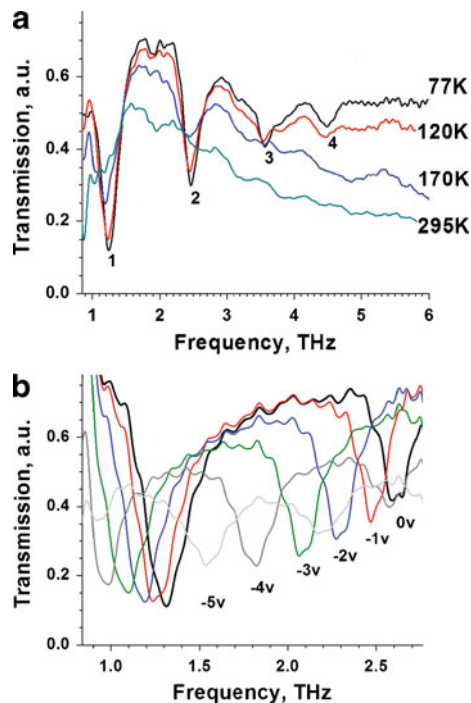 a
Transmission, a.u.
0.6
0.4
0.2
0.0
77K
120K
170K
295K
1
2
3
4
1 2 3 4 5 6
Frequency, THz
b
Transmission, a.u.
0.6
0.4
0.2
0.0
0v
-1v
-2v
-3v
-4v
-5v
1.0 1.5 2.0 2.5
Frequency, THz